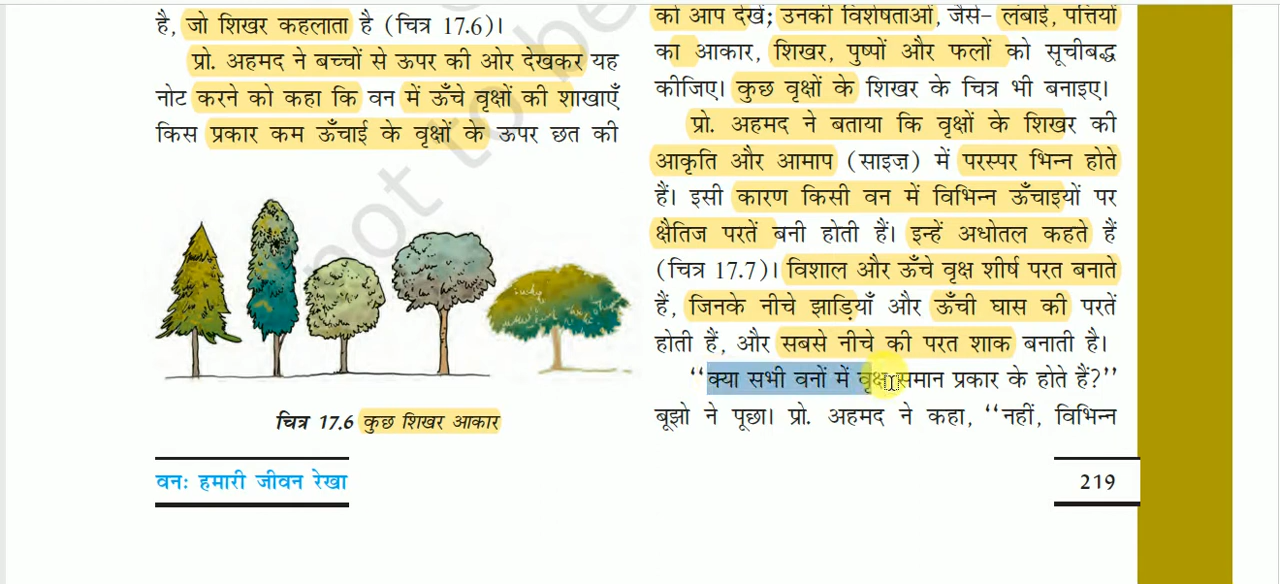 है, जो शिखर कहलाता है (चित्र 17.6)।
प्रो. अहमद ने बच्चों से ऊपर की ओर देखकर यह
नोट करने को कहा कि वन में ऊँचे वृक्षों की शाखाएँ
किस प्रकार कम ऊँचाई के वृक्षों के ऊपर छत की
not to be
चित्र 17.6 कुछ शिखर आकार
वनः हमारी जीवन रेखा
को आप देखें; उनकी विशेषताओं, जैसे– लंबाई, पत्तियों
का आकार, शिखर, पुष्पों और फलों को सूचीबद्ध
कीजिए। कुछ वृक्षों के शिखर के चित्र भी बनाइए।
प्रो. अहमद ने बताया कि वृक्षों के शिखर की
आकृति और आमाप (साइज़) में परस्पर भिन्न होते
हैं। इसी कारण किसी वन में विभिन्न ऊँचाइयों पर
क्षैतिज परतें बनी होती हैं। इन्हें अधोतल कहते हैं
(चित्र 17.7)। विशाल और ऊँचे वृक्ष शीर्ष परत बनाते
हैं, जिनके नीचे झाड़ियाँ और ऊँची घास की परतें
होती हैं, और सबसे नीचे की परत शाक बनाती है।
‘‘क्या सभी वनों में वृक्ष समान प्रकार के होते हैं?’’
बूझो ने पूछा। प्रो. अहमद ने कहा, ‘‘नहीं, विभिन्न
219